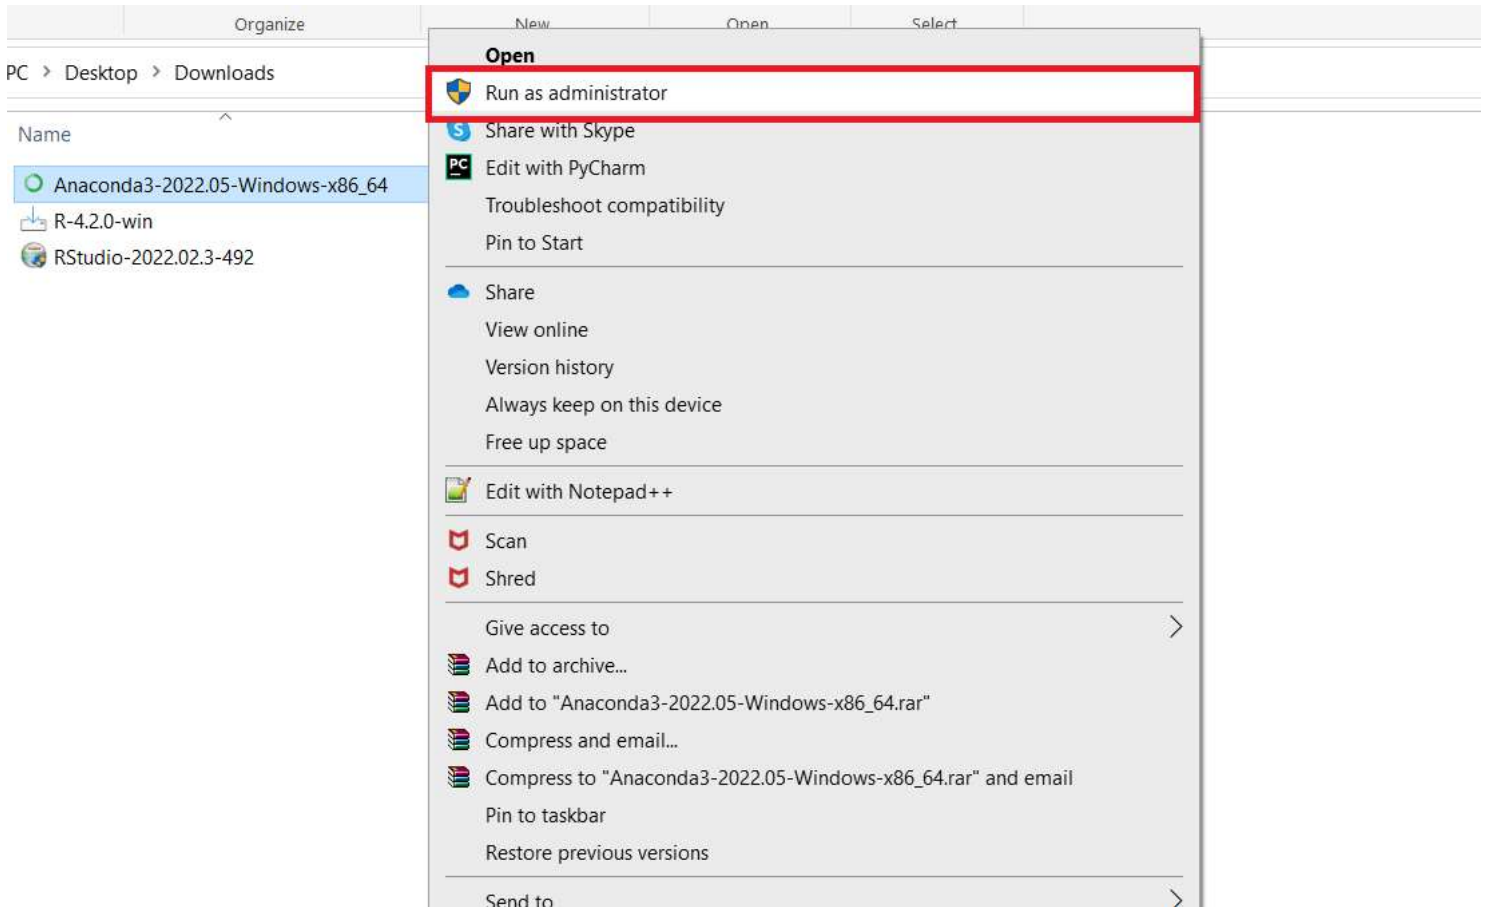 Organize New Open Select
PC > Desktop > Downloads
Name
Anaconda3-2022.05-Windows-x86_64
R-4.2.0-win
RStudio-2022.02.3-492
Open
Run as administrator
Share with Skype
Edit with PyCharm
Troubleshoot compatibility
Pin to Start
Share
View online
Version history
Always keep on this device
Free up space
Edit with Notepad++
Scan
Shred
Give access to
Add to archive...
Add to "Anaconda3-2022.05-Windows-x86_64.rar"
Compress and email...
Compress to "Anaconda3-2022.05-Windows-x86_64.rar" and email
Pin to taskbar
Restore previous versions
Send to